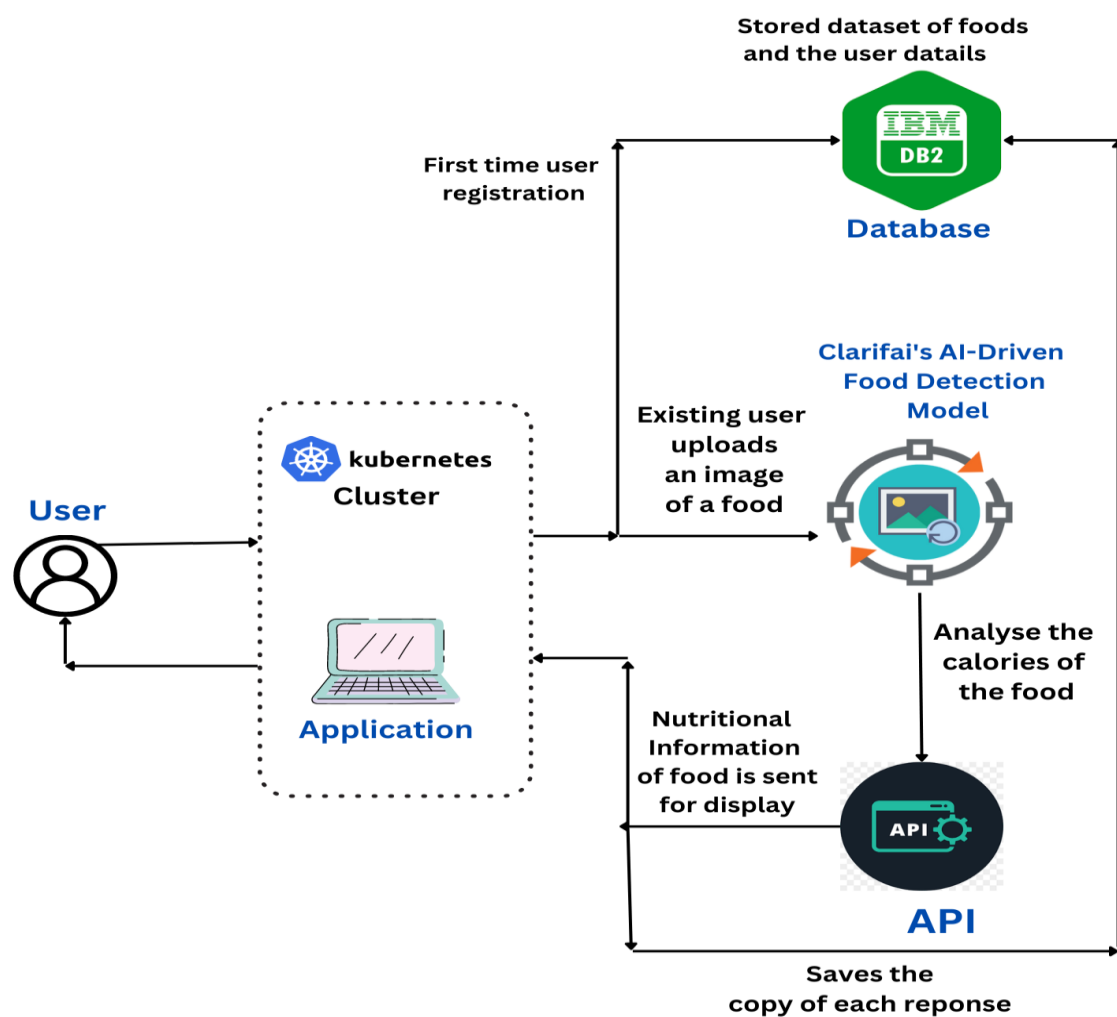 Stored dataset of foods
and the user datails
IBM
DB2
Database
First time user
registration
Clarifai's AI-Driven
Food Detection
Model
Existing user
uploads
an image
of a food
kubernetes
Cluster
User
Application
Analyse the
calories of
the food
Nutritional
Information
of food is sent
for display
API
API
Saves the
copy of each reponse